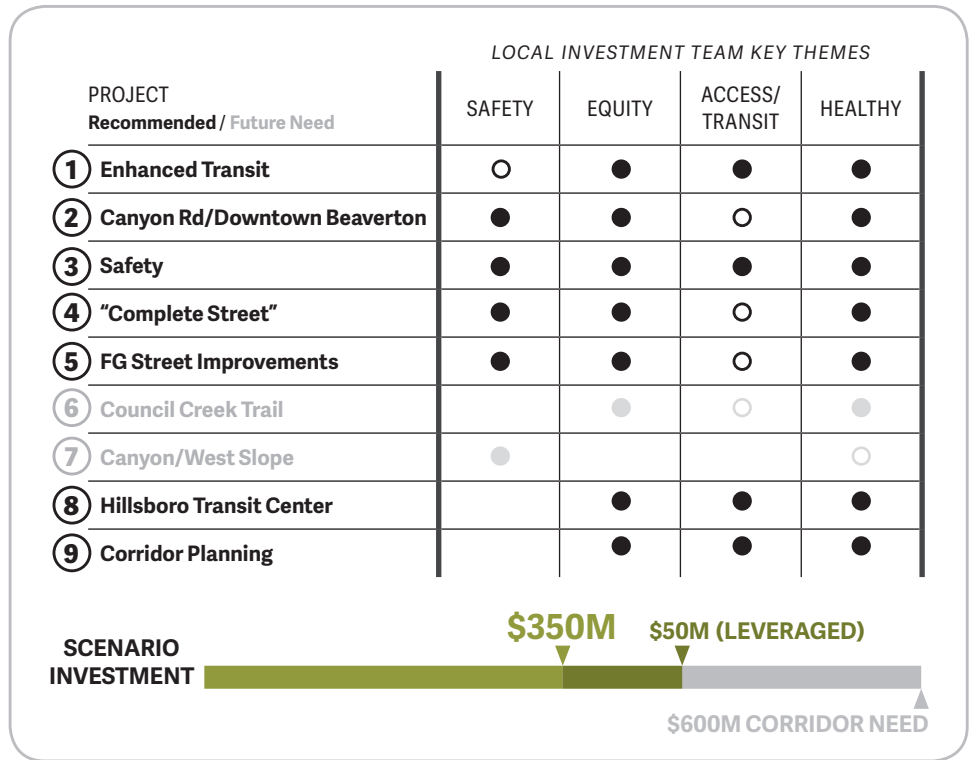 LOCAL INVESTMENT TEAM KEY THEMES
PROJECT
Recommended / Future Need
SAFETY
EQUITY
ACCESS/
TRANSIT
HEALTHY
1 Enhanced Transit
2 Canyon Rd/Downtown Beaverton
3 Safety
4 “Complete Street”
5 FG Street Improvements
6 Council Creek Trail
7 Canyon/West Slope
8 Hillsboro Transit Center
9 Corridor Planning
SCENARIO
INVESTMENT
$350M
$50M (LEVERAGED)
$600M CORRIDOR NEED